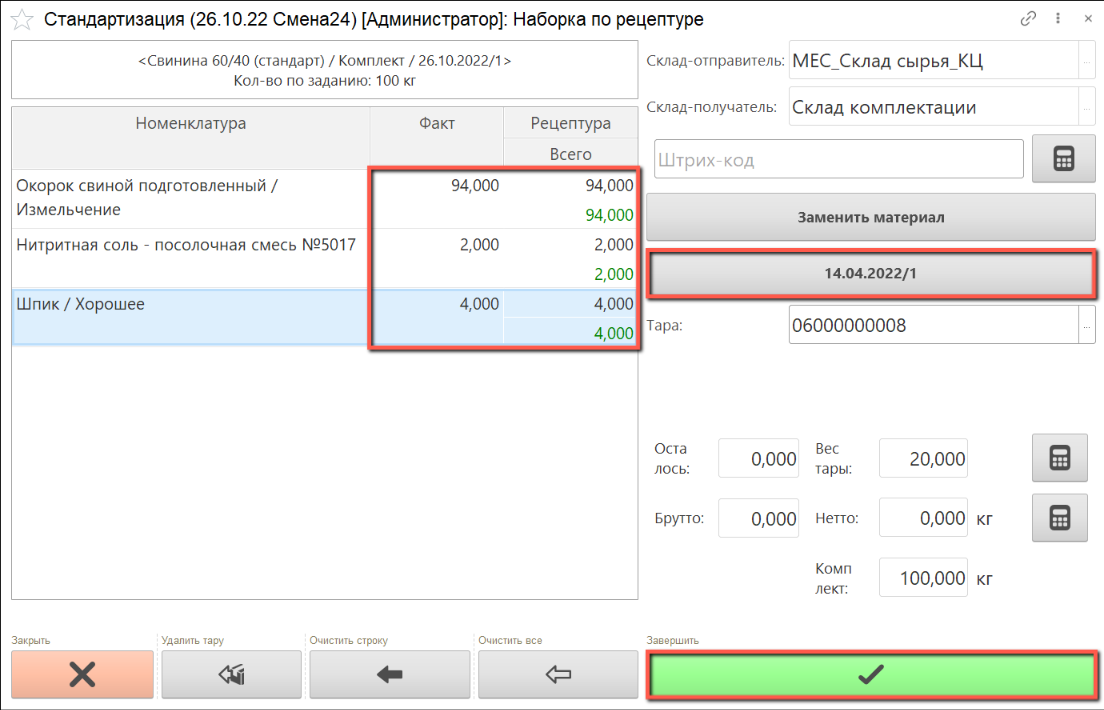 Стандартизация (26.10.22 Смена24) [Администратор]: Наборка по рецептуре
<Свинина 60/40 (стандарт) / Комплект / 26.10.2022/1>
Кол-во по заданию: 100 кг
Номенклатура Факт Рецептура
Всего
Окорок свиной подготовленный / 94,000 94,000
Измельчение 94,000
Нитритная соль - посолочная смесь №5017 2,000 2,000
2,000
Шпик / Хорошее 4,000 4,000
4,000
Склад-отправитель: МЕС_Склад сырья_КЦ ...
Склад-получатель: Склад комплектации ...
Штрих-код
Заменить материал
14.04.2022/1
Тара: 06000000008 ...
Оста Вес
лось: 0,000 тары: 20,000
Брутто: 0,000 Нетто: 0,000 кг
Комп
лект: 100,000 кг
Закрыть Удалить тару Очистить строку Очистить все Завершить